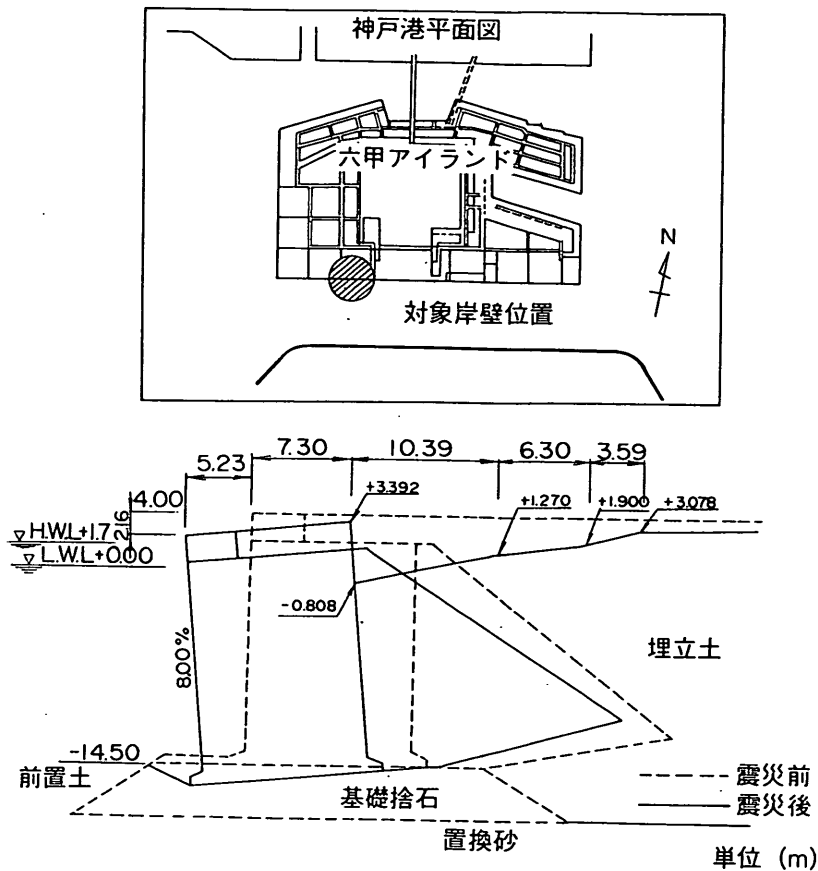 神戸港平面図
六甲アイランド
N
対象岸壁位置
5.23
7.30
10.39
6.30
3.59
4.00
2.16
+3.392
+1.270
+1.900
+3.078
H.W.L+1.7
L.W.L+0.00
-0.808
8.00%
埋立土
-14.50
前置土
基礎捨石
置換砂
震災前
震災後
単位 (m)